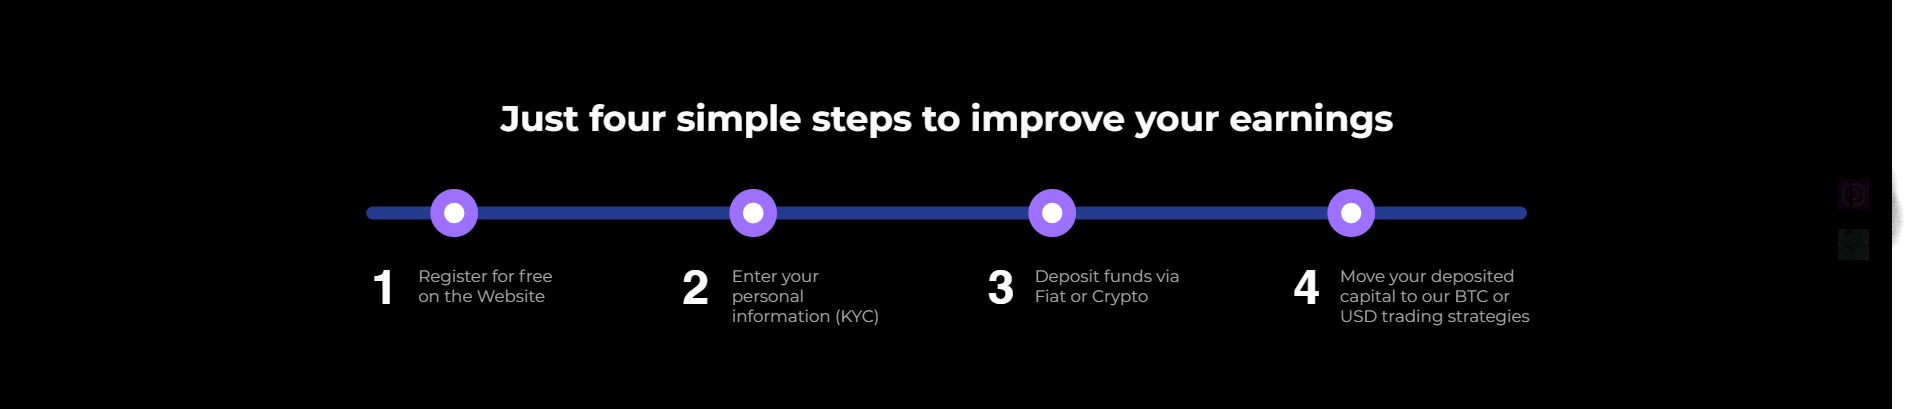 Just four simple steps to improve your earnings
1
Register for free
on the Website
2
Enter your
personal
information (KYC)
3
Deposit funds via
Fiat or Crypto
4
Move your deposited
capital to our BTC or
USD trading strategies